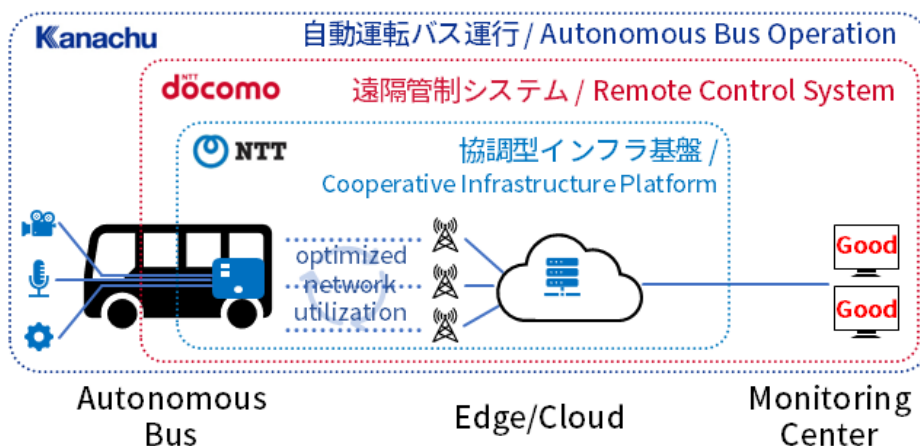 Kanachu
自動運転バス運行 / Autonomous Bus Operation
NTT
döcomo
遠隔管制システム / Remote Control System
NTT
協調型インフラ基盤 /
Cooperative Infrastructure Platform
optimized
network
utilization
Good
Good
Autonomous
Bus
Edge/Cloud
Monitoring
Center